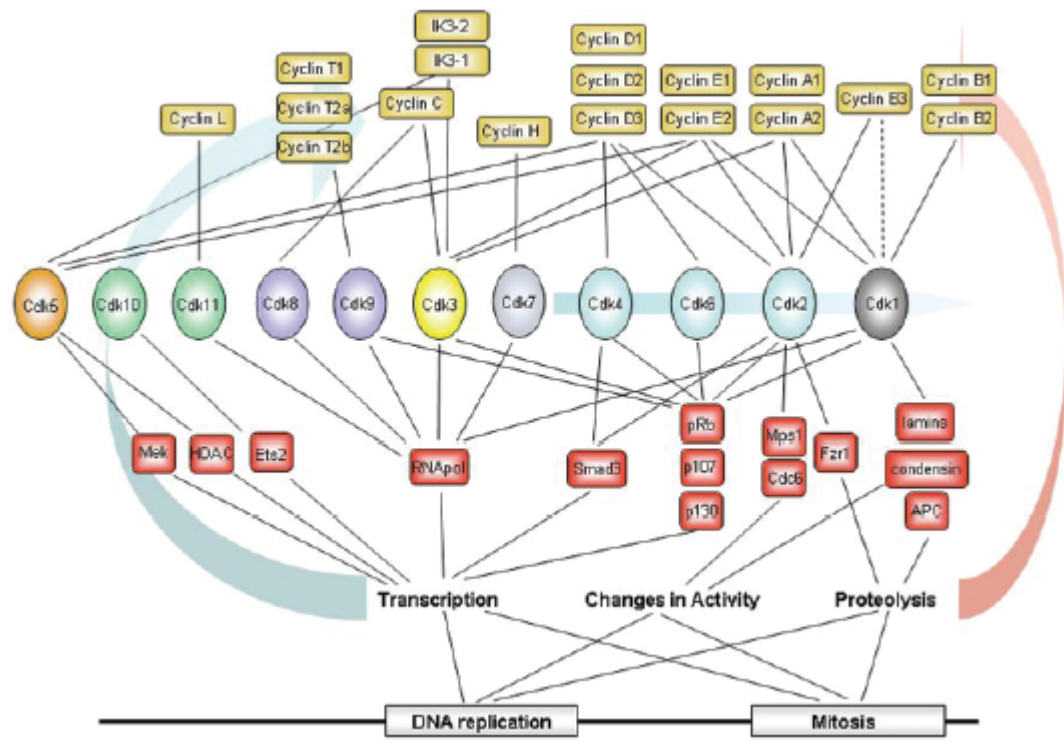 IK3-2
IK3-1
Cyclin D1
Cyclin T1
Cyclin D2
Cyclin E1
Cyclin A1
Cyclin B1
Cyclin T2a
Cyclin C
Cyclin B3
Cyclin L
Cyclin D3
Cyclin E2
Cyclin A2
Cyclin B2
Cyclin H
Cyclin T2b
Cdk5
Cdk10
Cdk11
Cdk8
Cdk9
Cdk3
Cdk7
Cdk4
Cdk6
Cdk2
Cdk1
pRb
lamins
Mps1
Mek
HDAC
Ets2
RNApol
Smad3
p107
Fzr1
condensin
Cdc6
p130
APC
Transcription
Changes in Activity
Proteolysis
DNA replication
Mitosis